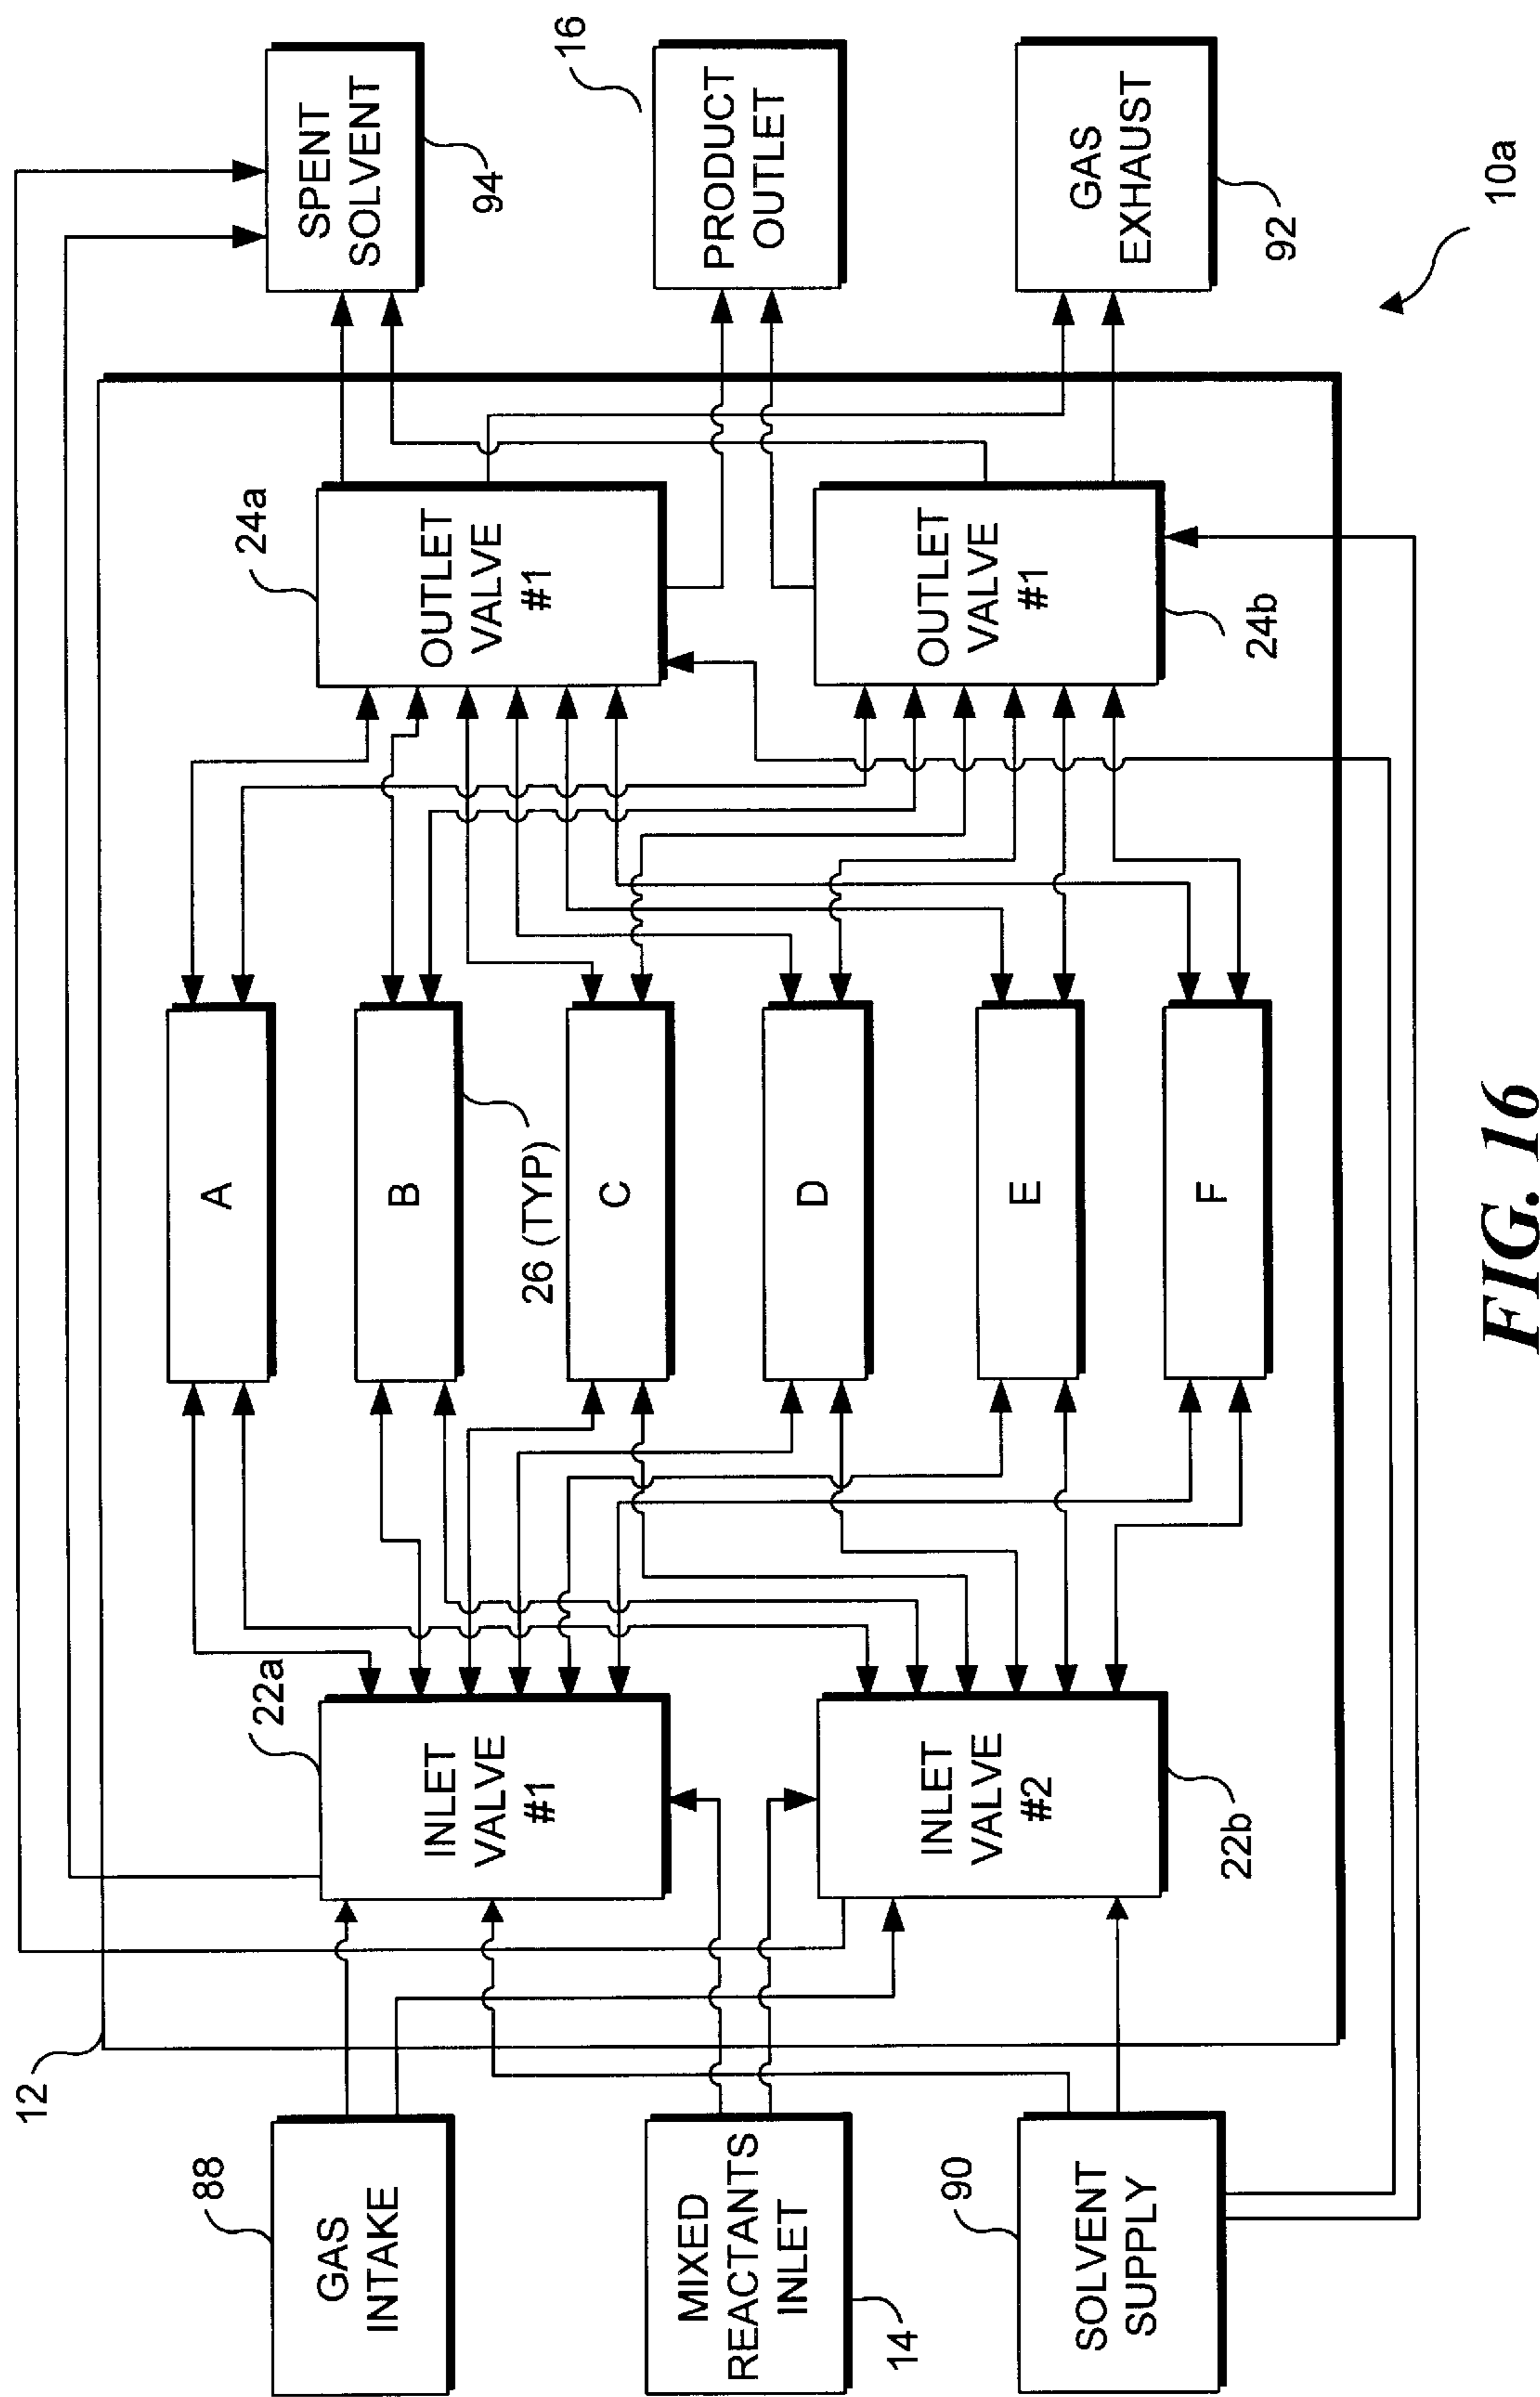 12
88
GAS
INTAKE
MIXED
REACTANTS
INLET
14
90
SOLVENT
SUPPLY
22a
INLET
VALVE
#1
INLET
VALVE
#2
22b
A
B
26 (TYP)
C
D
E
F
24a
OUTLET
VALVE
#1
OUTLET
VALVE
#1
24b
SPENT
SOLVENT
94
16
PRODUCT
OUTLET
GAS
EXHAUST
92
10a
FIG. 16